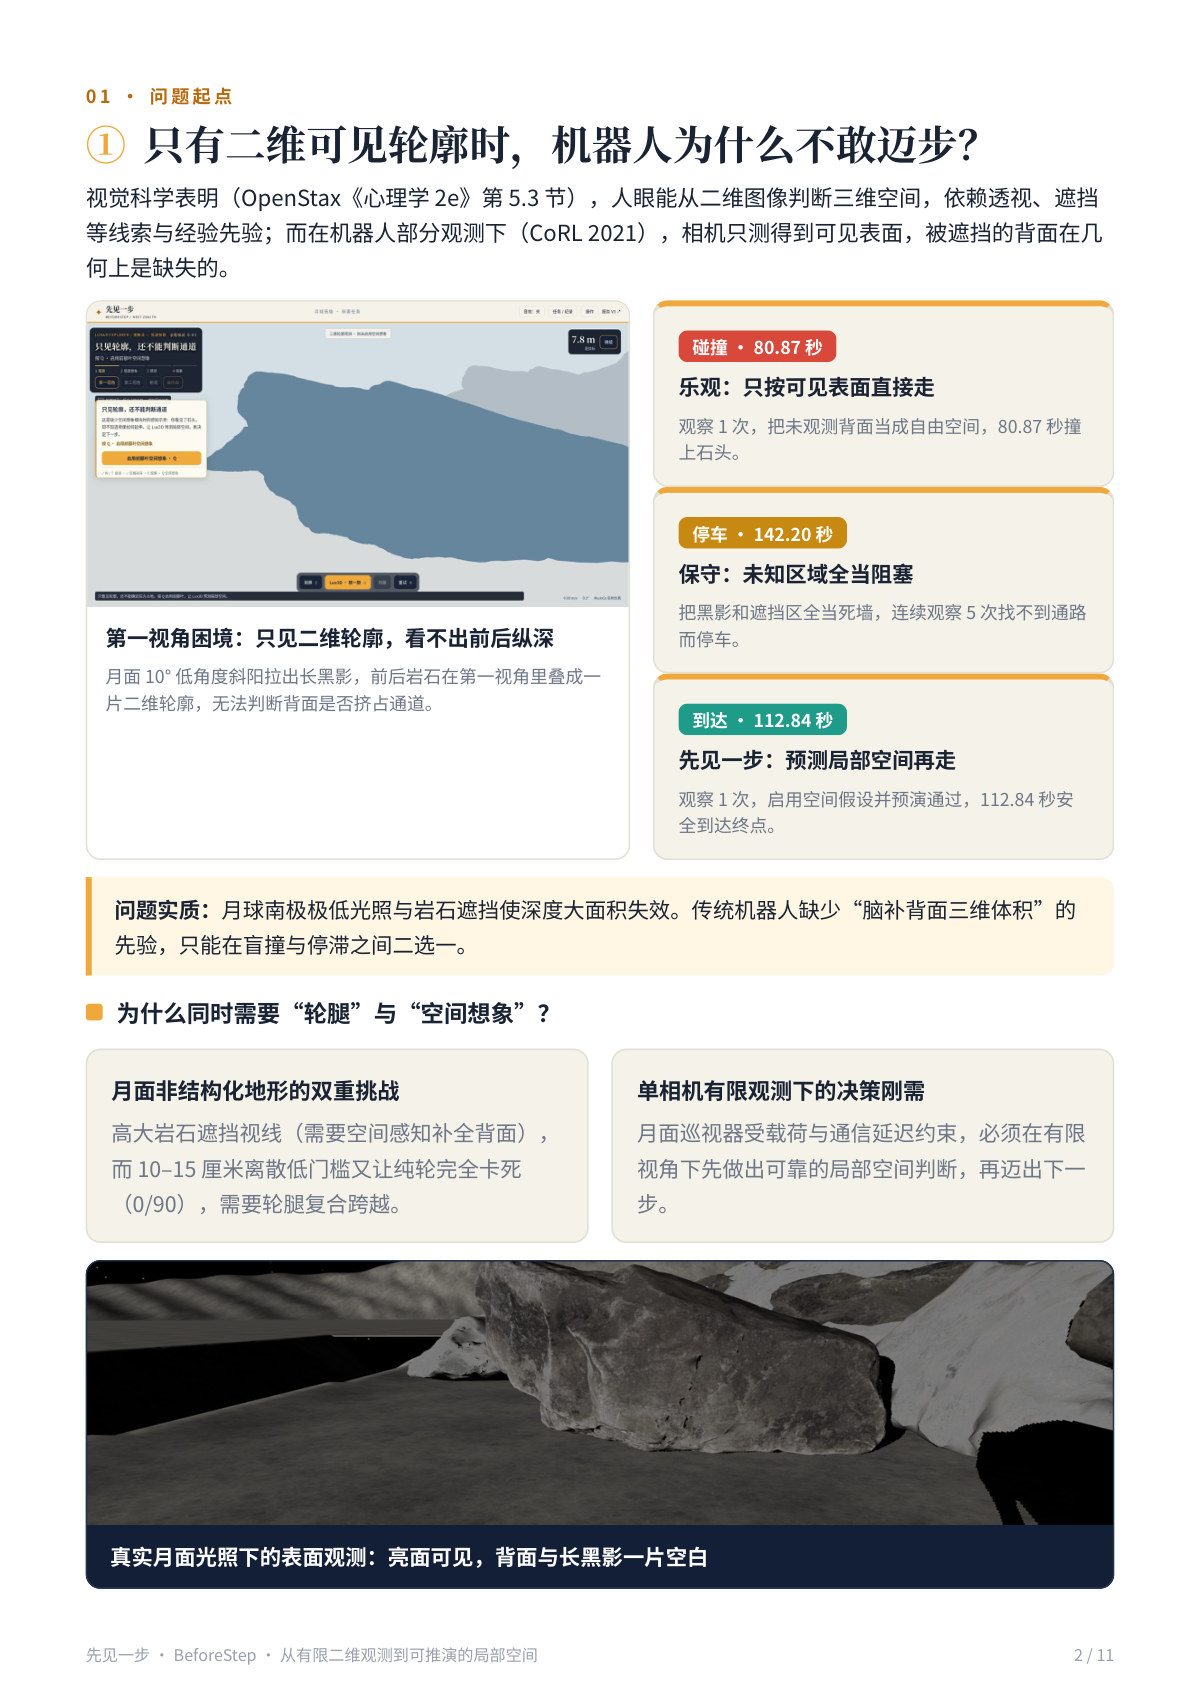 01 · 问题起点
① 只有二维可见轮廓时，机器人为什么不敢迈步？
视觉科学表明（OpenStax《心理学 2e》第 5.3 节），人眼能从二维图像判断三维空间，依赖透视、遮挡
等线索与经验先验；而在机器人部分观测下（CoRL 2021），相机只测得到可见表面，被遮挡的背面在几
何上是缺失的。
先见一步
只见轮廓，还不能判断通道
7.8 m
只见轮廓，还不能判断通道
第一视角困境：只见二维轮廓，看不出前后纵深
月面 10° 低角度斜阳拉出长黑影，前后岩石在第一视角里叠成一
片二维轮廓，无法判断背面是否挤占通道。
碰撞 · 80.87 秒
乐观：只按可见表面直接走
观察 1 次，把未观测背面当成自由空间，80.87 秒撞
上石头。
停车 · 142.20 秒
保守：未知区域全当阻塞
把黑影和遮挡区全当死墙，连续观察 5 次找不到通路
而停车。
到达 · 112.84 秒
先见一步：预测局部空间再走
观察 1 次，启用空间假设并预演通过，112.84 秒安
全到达终点。
问题实质：月球南极极低光照与岩石遮挡使深度大面积失效。传统机器人缺少“脑补背面三维体积”的
先验，只能在盲撞与停滞之间二选一。
为什么同时需要“轮腿”与“空间想象”？
月面非结构化地形的双重挑战
高大岩石遮挡视线（需要空间感知补全背面），
而 10–15 厘米离散低门槛又让纯轮完全卡死
（0/90），需要轮腿复合跨越。
单相机有限观测下的决策刚需
月面巡视器受载荷与通信延迟约束，必须在有限
视角下先做出可靠的局部空间判断，再迈出下一
步。
真实月面光照下的表面观测：亮面可见，背面与长黑影一片空白
先见一步 · BeforeStep · 从有限二维观测到可推演的局部空间
2 / 11